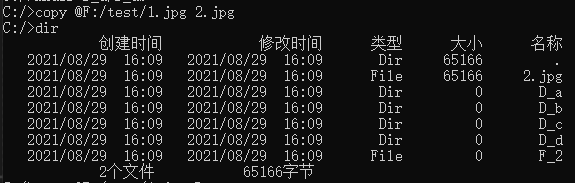 C:/>copy @F:/test/1.jpg 2.jpg
C:/>dir
创建时间 修改时间 类型 大小 名称
2021/08/29 16:09 2021/08/29 16:09 Dir 65166 .
2021/08/29 16:09 2021/08/29 16:09 File 65166 2.jpg
2021/08/29 16:09 2021/08/29 16:09 Dir 0 D_a
2021/08/29 16:09 2021/08/29 16:09 Dir 0 D_b
2021/08/29 16:09 2021/08/29 16:09 Dir 0 D_c
2021/08/29 16:09 2021/08/29 16:09 Dir 0 D_d
2021/08/29 16:09 2021/08/29 16:09 File 0 F_2
2个文件 65166字节